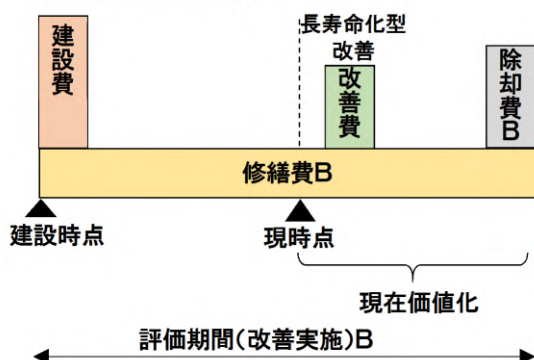 長寿命化型
改善
建設費
改善費
除却費B
修繕費B
建設時点
現時点
現在価値化
評価期間(改善実施)B